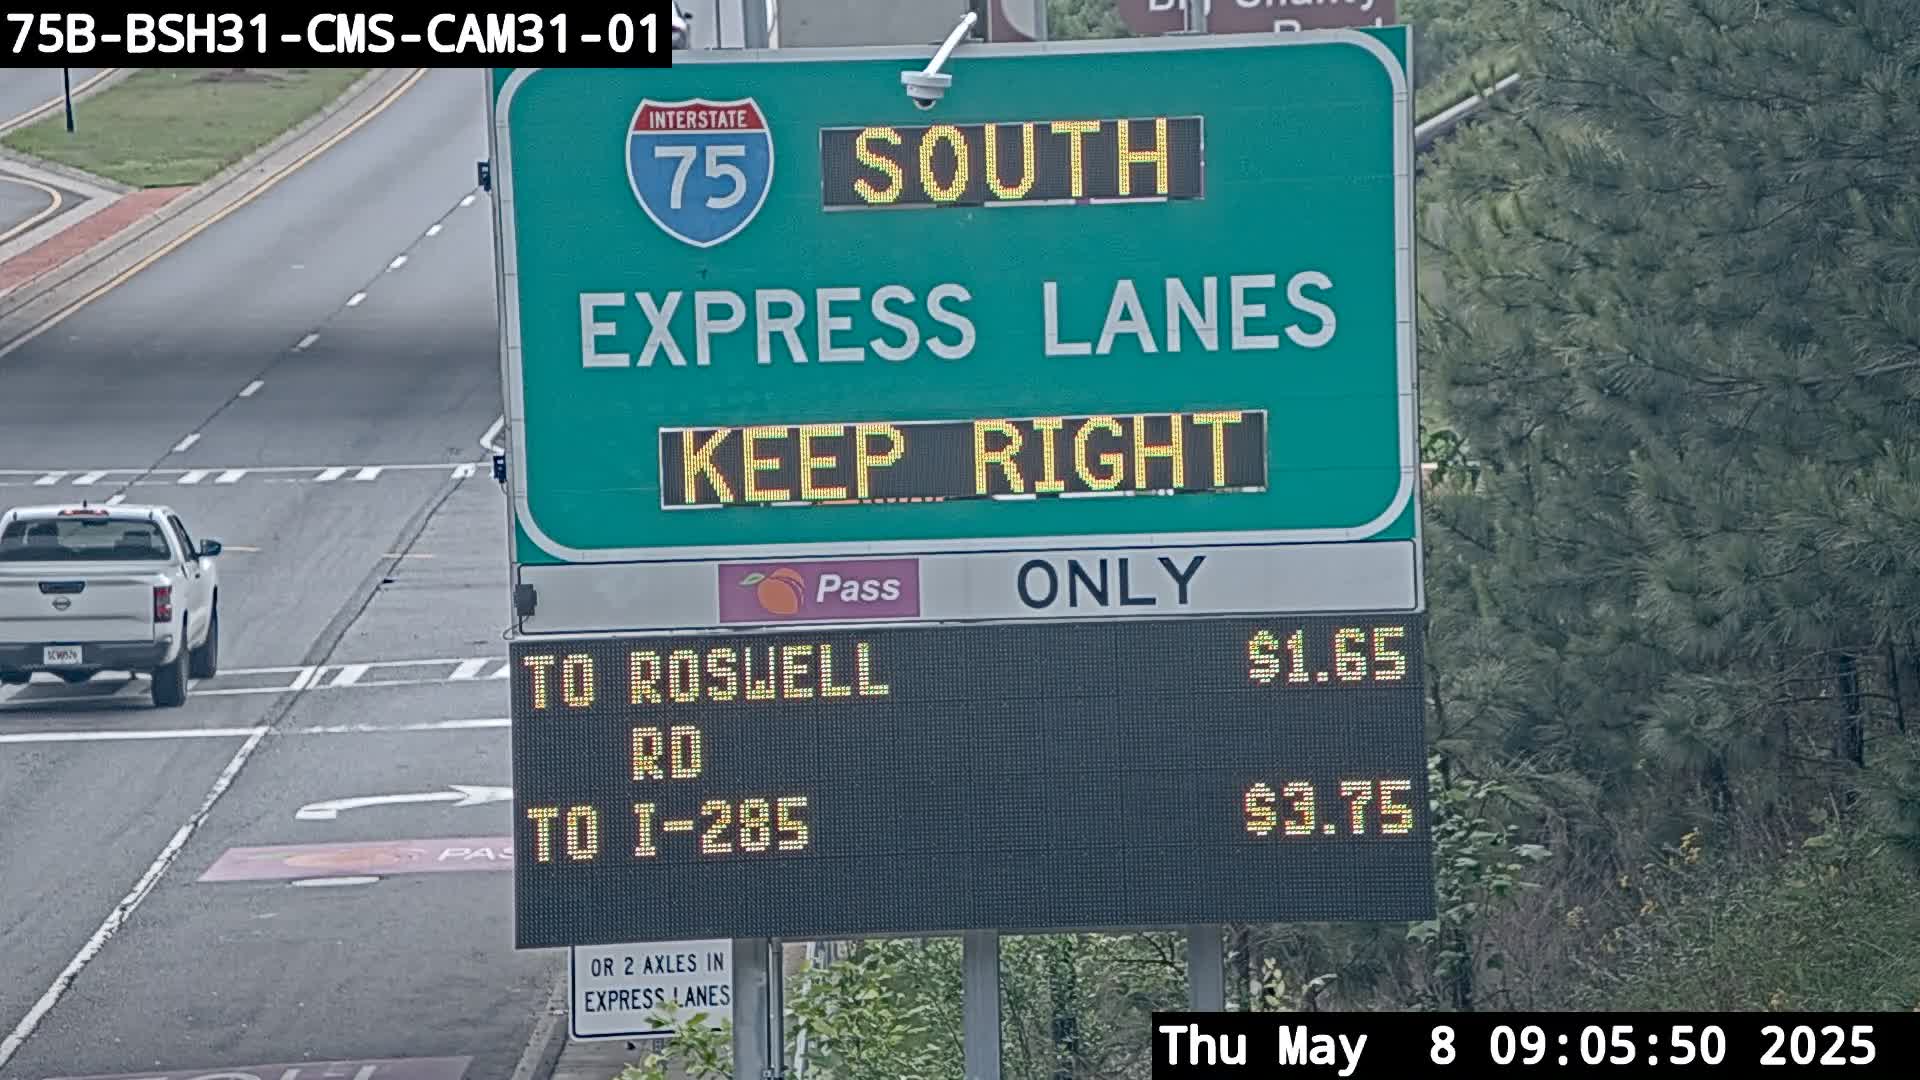 75B-BSH31-CMS-CAM31-01
INTERSTATE
75
SOUTH
EXPRESS LANES
KEEP RIGHT
Pass ONLY
TO ROSWELL $1.65
RD
TO I-285 $3.75
OR 2 AXLES IN
EXPRESS LANES
Thu May 8 09:05:50 2025